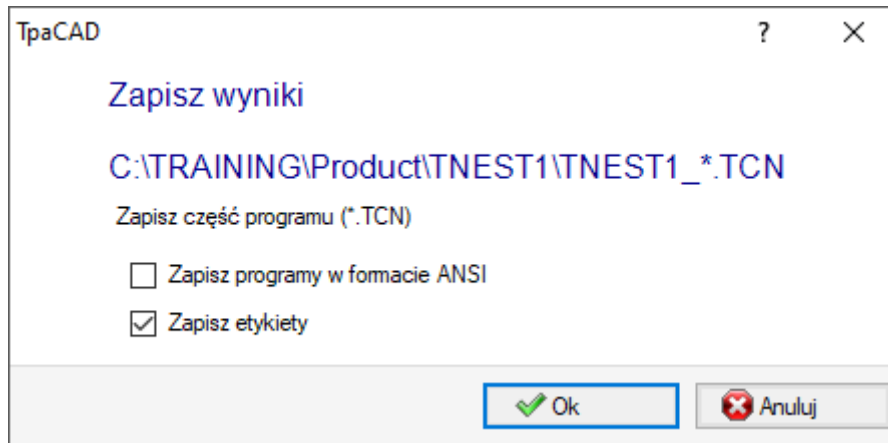 TpaCAD ?
Zapisz wyniki
C:\TRAINING\Product\TNEST1\TNEST1_*.TCN
Zapisz część programu (*.TCN)
Zapisz programy w formacie ANSI
Zapisz etykiety
Ok Anuluj